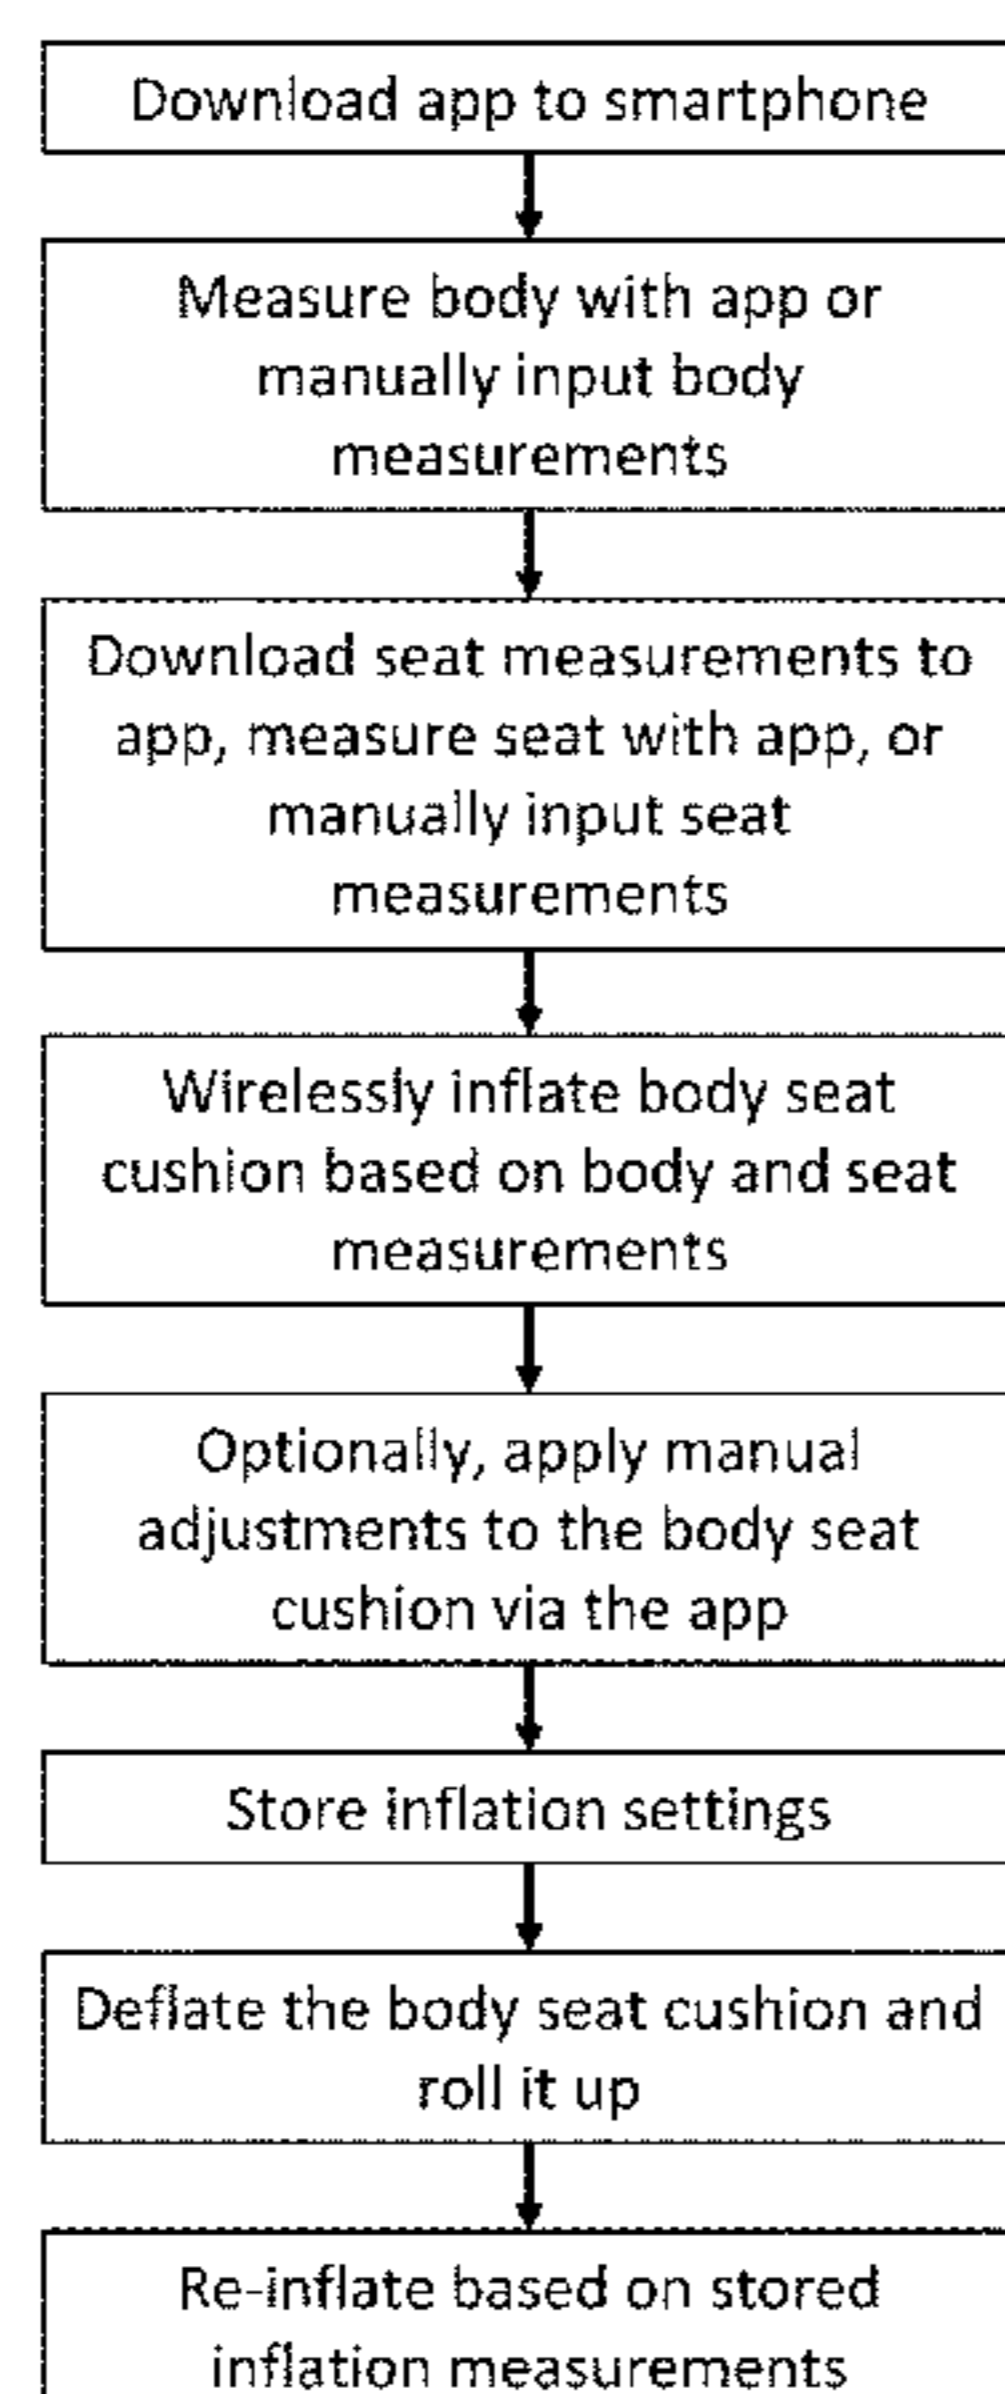 Download app to smartphone
Measure body with app or
manually input body
measurements
Download seat measurements to
app, measure seat with app, or
manually input seat
measurements
Wirelessly inflate body seat
cushion based on body and seat
measurements
Optionally, apply manual
adjustments to the body seat
cushion via the app
Store inflation settings
Deflate the body seat cushion and
roll it up
Re-inflate based on stored
inflation measurements